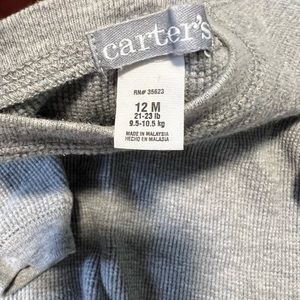 carter's
RN# 35623
12 M
21-23 lb
9.5-10.5 kg
MADE IN MALAYSIA
HECHO EN MALASIA